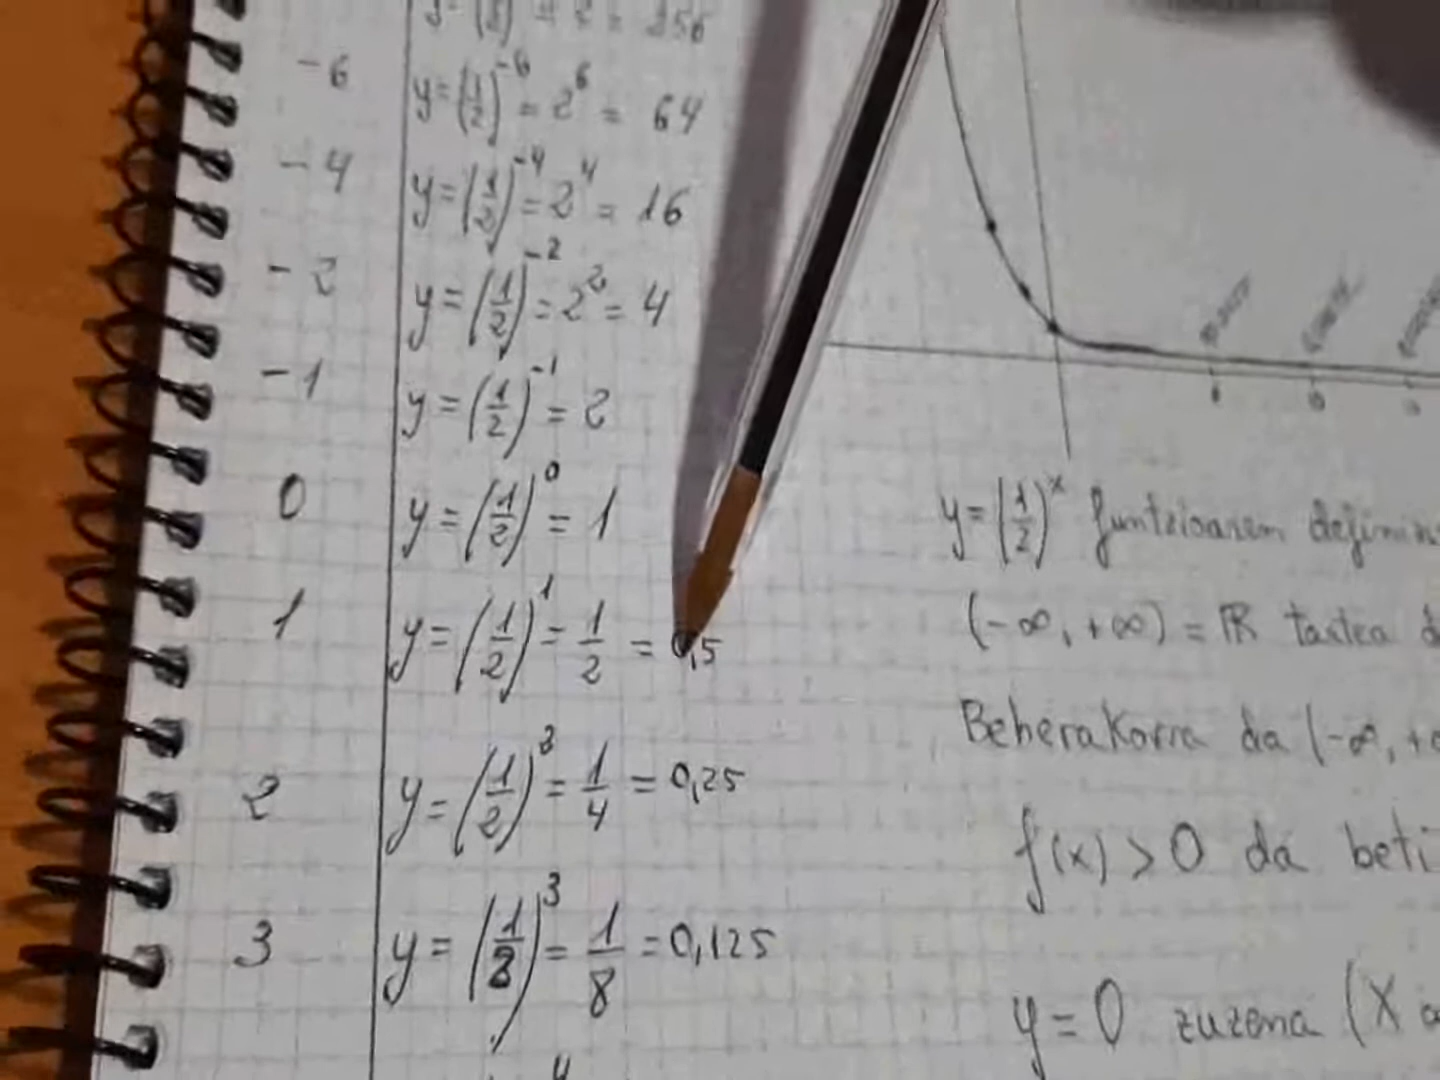 = 256
-6 y=(1/2)^-6 = 2^6 = 64
-4 y=(1/2)^-4 = 2^4 = 16
-2 y=(1/2)^-2 = 2^2 = 4
-1 y=(1/2)^-1 = 2
0 y=(1/2)^0 = 1
1 y=(1/2)^1 = 1/2 = 0,5
2 y=(1/2)^2 = 1/4 = 0,25
3 y=(1/2)^3 = 1/8 = 0,125
4
y=(1/2)^x funtzioaren
(-∞, +∞) = ℝ tartea
Beherakorra da (-∞, +∞
f(x) > 0 da beti
y=0 zuzena (X